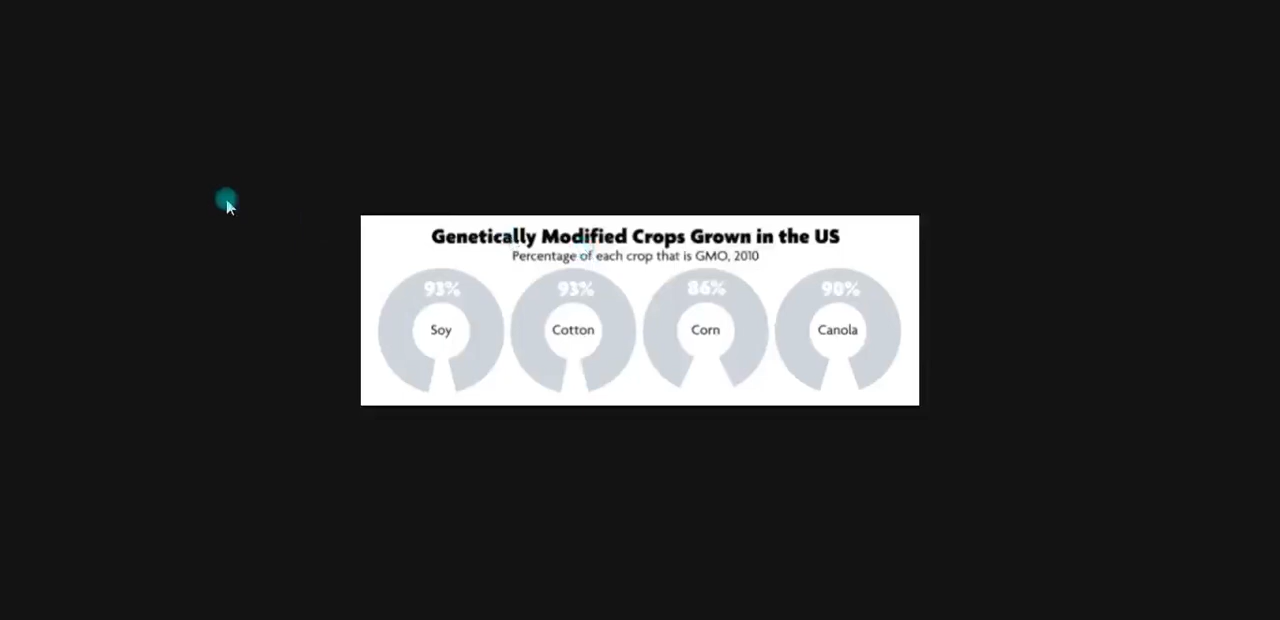 Genetically Modified Crops Grown in the US
Percentage of each crop that is GMO, 2010
93% 93% 86% 90%
Soy Cotton Corn Canola